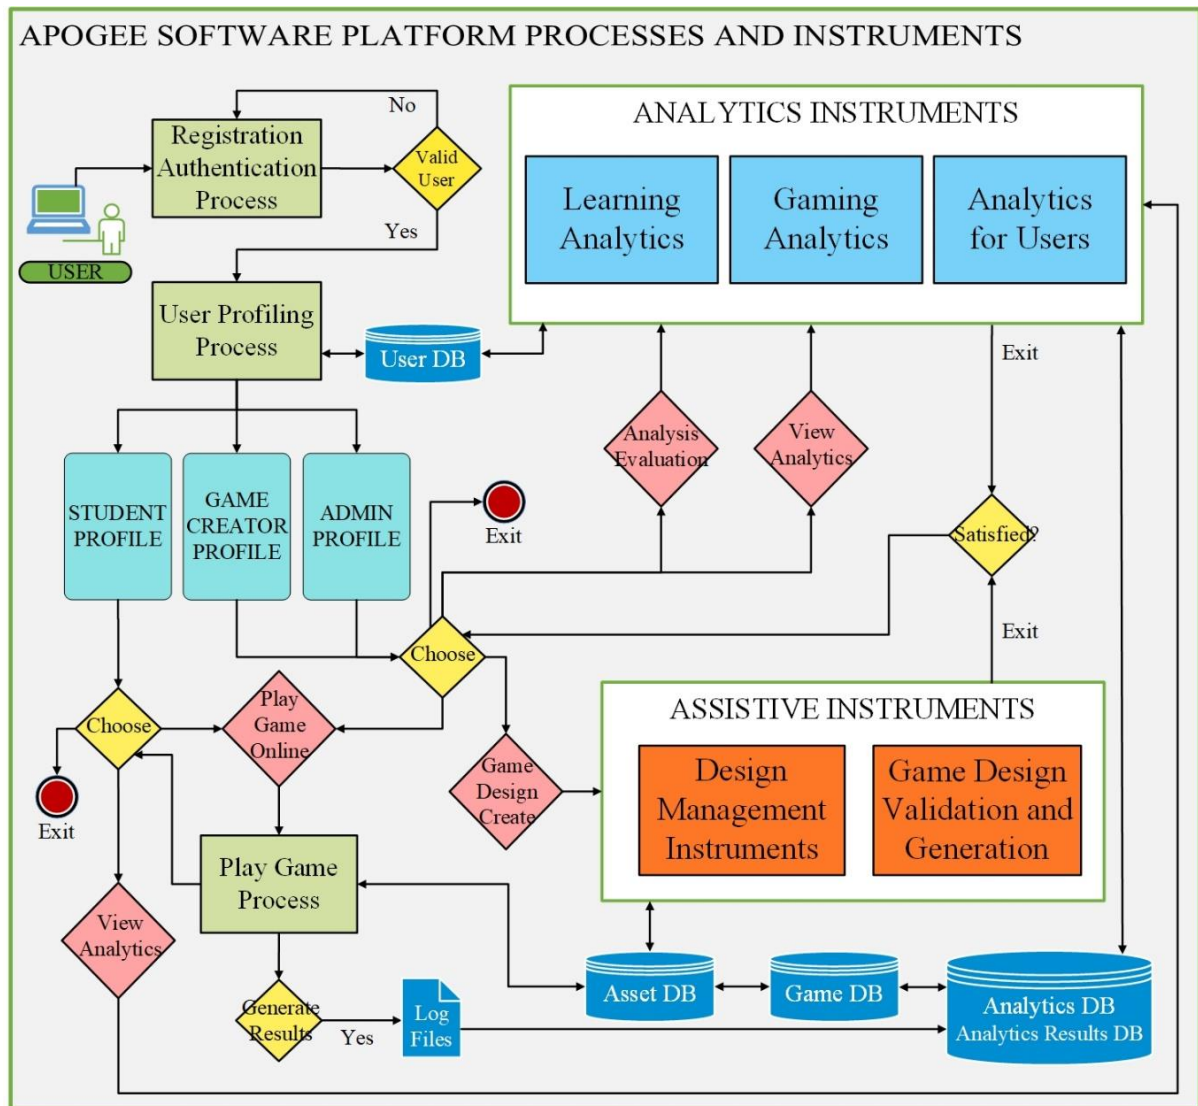 APOGEE SOFTWARE PLATFORM PROCESSES AND INSTRUMENTS
No
Registration
Authentication
Process
Valid
User
Yes
USER
User Profiling
Process
User DB
ANALYTICS INSTRUMENTS
Learning
Analytics
Gaming
Analytics
Analytics
for Users
Exit
Analysis
Evaluation
View
Analytics
STUDENT
PROFILE
GAME
CREATOR
PROFILE
ADMIN
PROFILE
Exit
Satisfied?
Exit
Choose
Choose
Play
Game
Online
Exit
Game
Design
Create
ASSISTIVE INSTRUMENTS
Design
Management
Instruments
Game Design
Validation and
Generation
Play Game
Process
View
Analytics
Generate
Results
Yes
Log
Files
Asset DB
Game DB
Analytics DB
Analytics Results DB